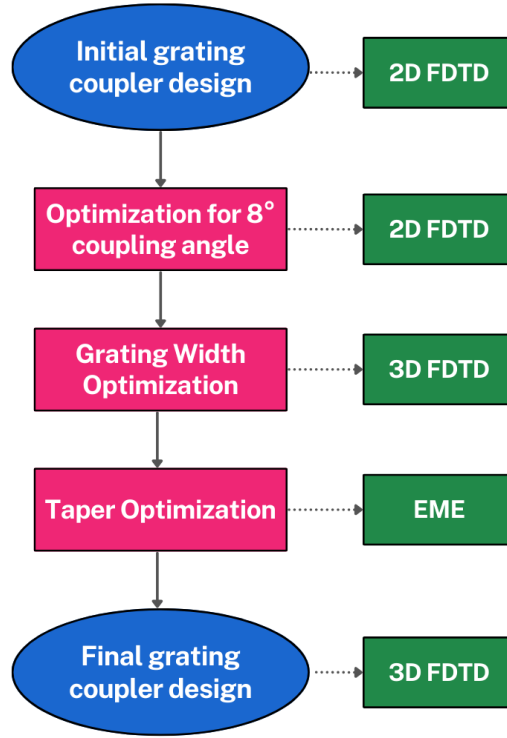 Initial grating
coupler design
2D FDTD
Optimization for 8°
coupling angle
2D FDTD
Grating Width
Optimization
3D FDTD
Taper Optimization
EME
Final grating
coupler design
3D FDTD